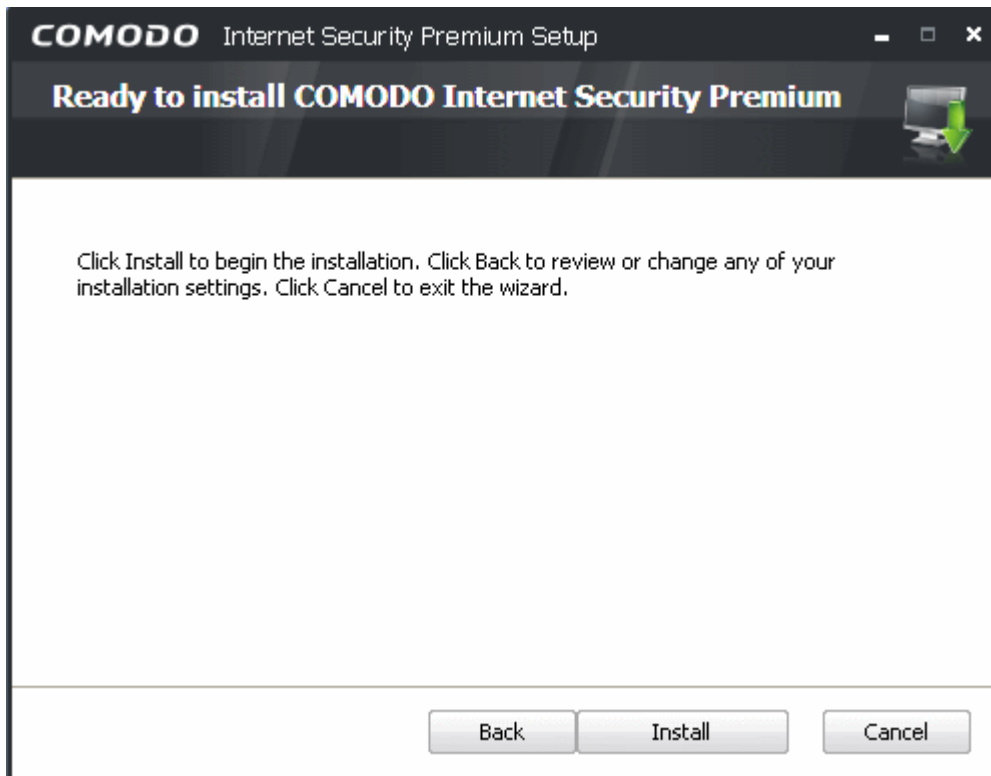 COMODO Internet Security Premium Setup
Ready to install COMODO Internet Security Premium
Click Install to begin the installation. Click Back to review or change any of your
installation settings. Click Cancel to exit the wizard.
Back Install Cancel